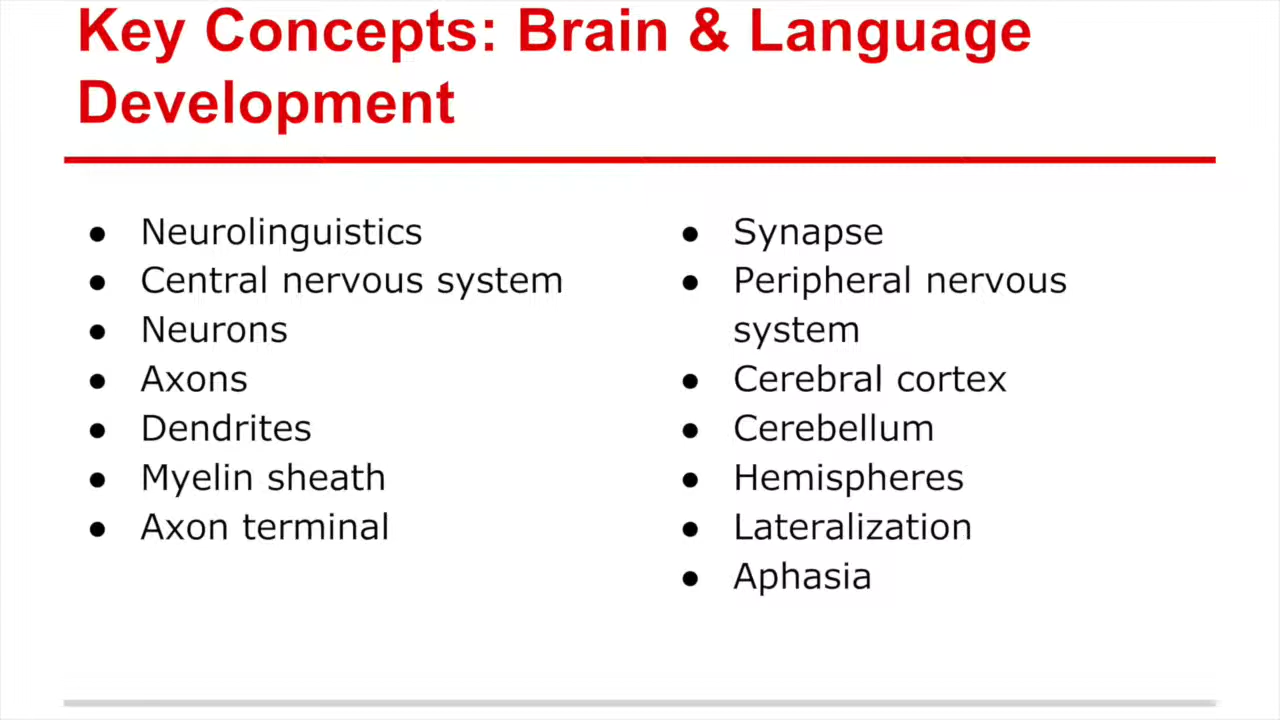 Key Concepts: Brain & Language
Development
● Neurolinguistics
● Central nervous system
● Neurons
● Axons
● Dendrites
● Myelin sheath
● Axon terminal
● Synapse
● Peripheral nervous
system
● Cerebral cortex
● Cerebellum
● Hemispheres
● Lateralization
● Aphasia